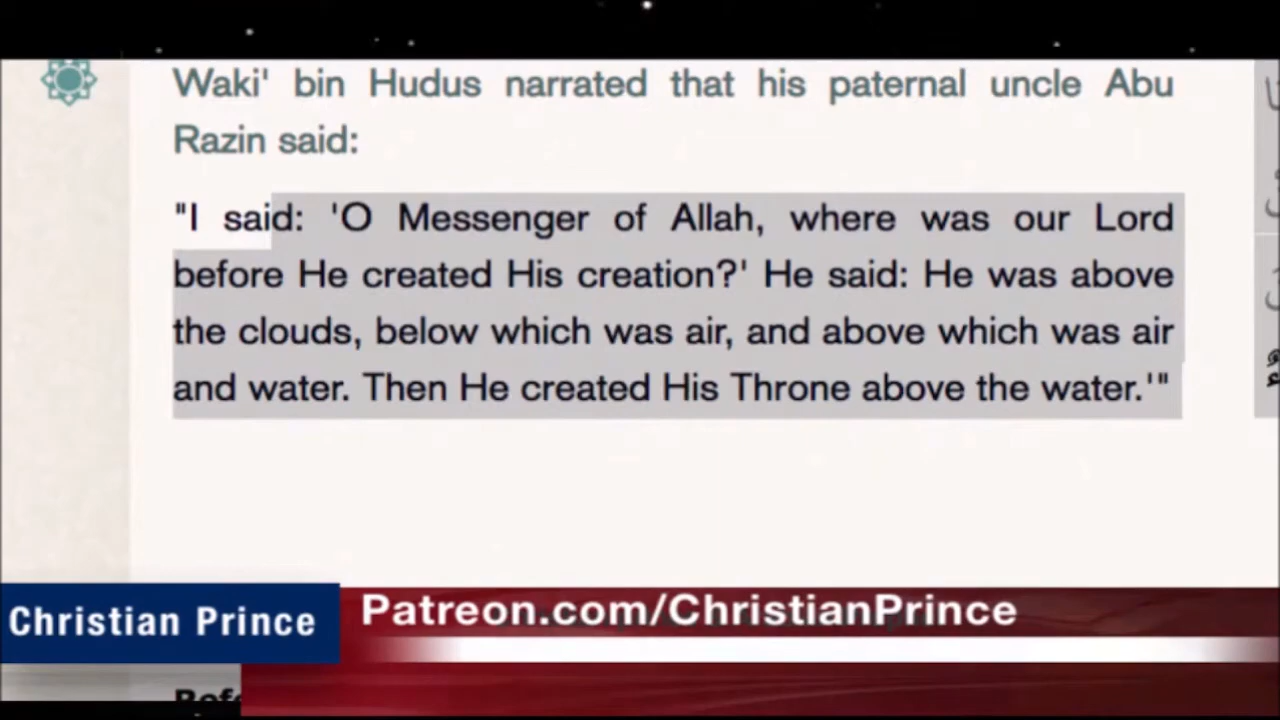 Waki' bin Hudus narrated that his paternal uncle Abu
Razin said:
"I said: 'O Messenger of Allah, where was our Lord
before He created His creation?' He said: He was above
the clouds, below which was air, and above which was air
and water. Then He created His Throne above the water.'"
Christian Prince
Patreon.com/ChristianPrince